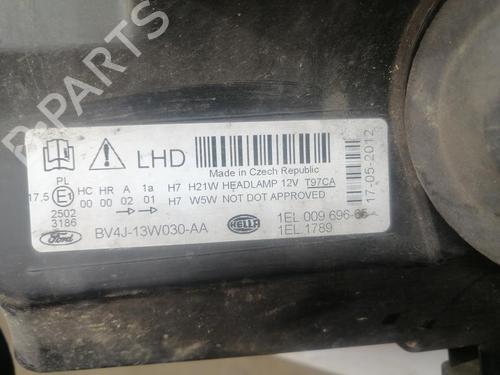 LHD
Made in Czech Republic
PL
17,5 E1 HC HR A 1a H7 H21W HEADLAMP 12V T97CA
00 00 02 01 H7 W5W NOT DOT APPROVED
2502
3186
Ford BV4J-13W030-AA HELLA 1EL 009 696-
1EL 1789
17-05-2012
B-PARTS